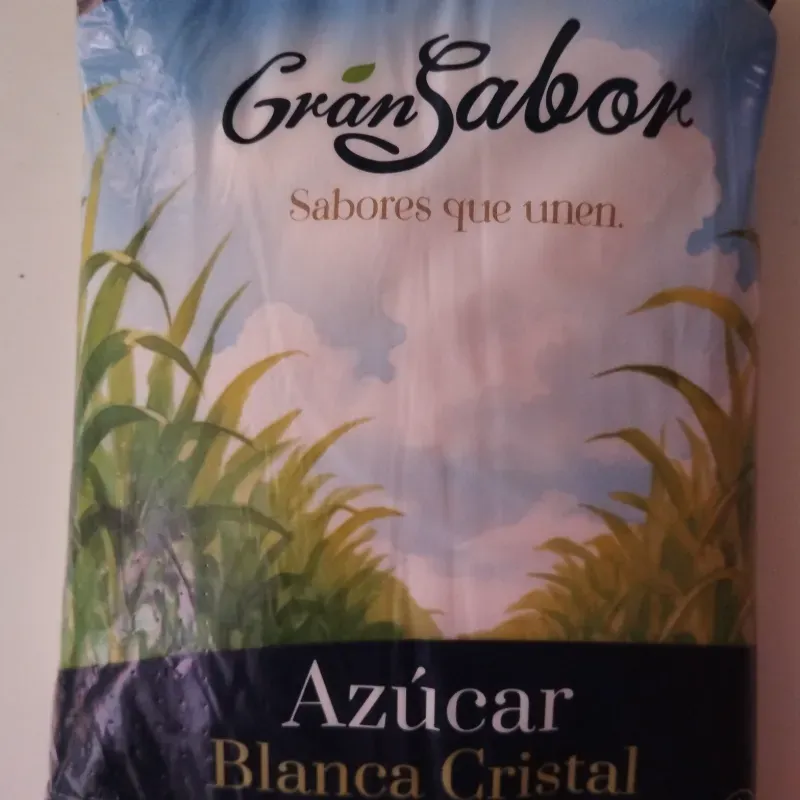 GranSabor
Sabores que unen.
Azúcar
Blanca Cristal